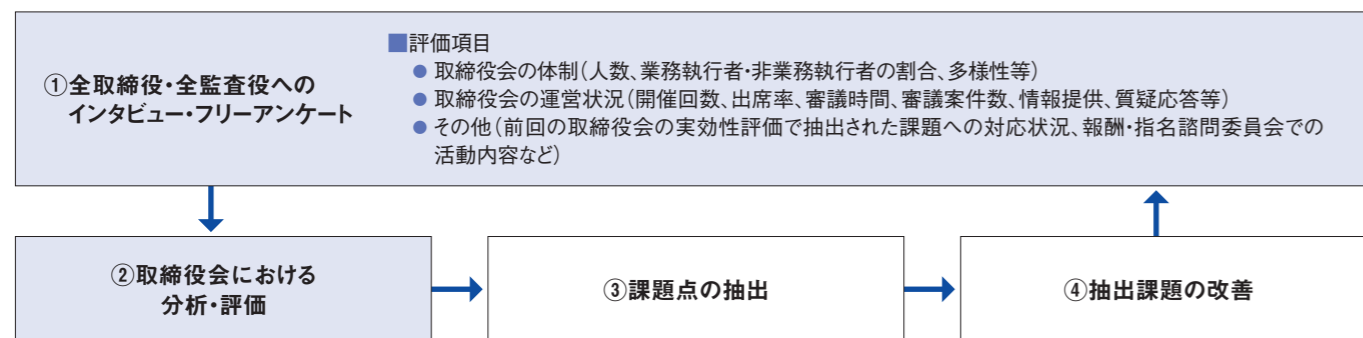 ①全取締役・全監査役への
インタビュー・フリーアンケート
■評価項目
● 取締役会の体制(人数、業務執行者・非業務執行者の割合、多様性等)
● 取締役会の運営状況(開催回数、出席率、審議時間、審議案件数、情報提供、質疑応答等)
● その他(前回の取締役会の実効性評価で抽出された課題への対応状況、報酬・指名諮問委員会での
活動内容など)
②取締役会における
分析・評価
③課題点の抽出
④抽出課題の改善